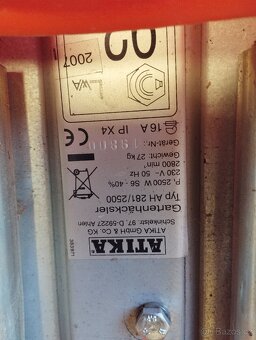 ATIKA
ATIKA GmbH & Co. KG
Schinkelstr. 97, D-59227 Ahlen
Gartenhäcksler
Typ AH 281/2500
P₁ 2500 W S6 - 40%
230 V~ 50 Hz
2800 min⁻¹
Gewicht: 27 kg
Geräte-Nr.:
16 A IP X4
CE
LWA
2007